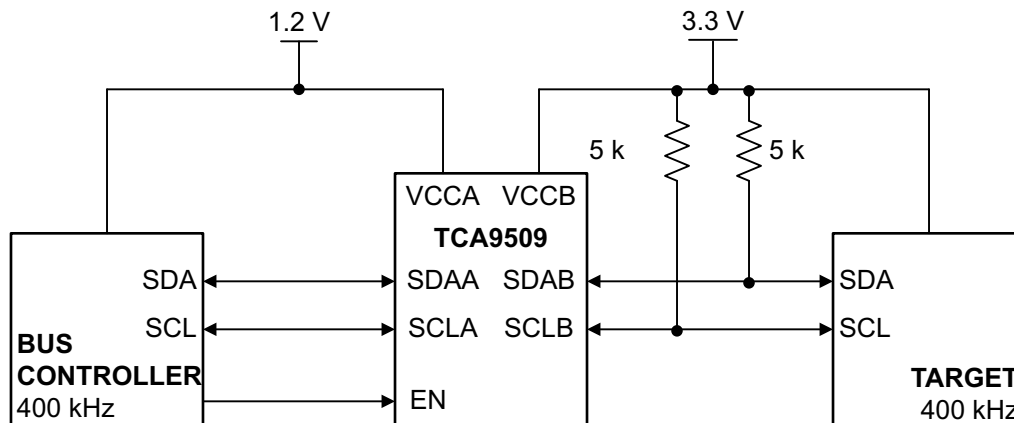 1.2 V
3.3 V
5 k
5 k
VCCA VCCB
TCA9509
SDA
SDAA SDAB
SDA
SCL
SCLA SCLB
SCL
BUS
CONTROLLER
400 kHz
EN
TARGET
400 kHz